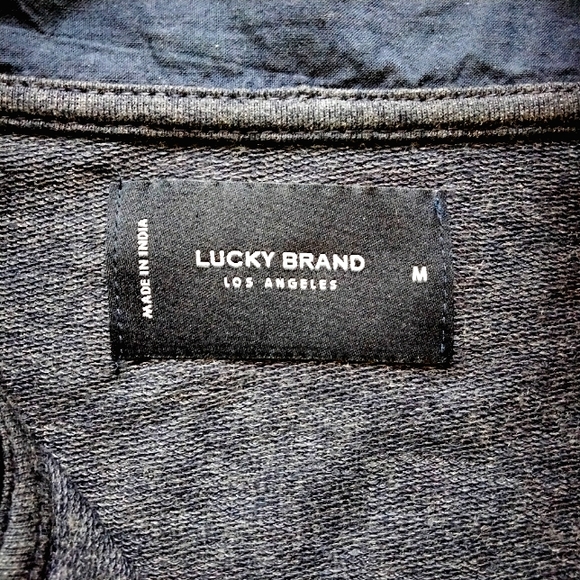 MADE IN INDIA
LUCKY BRAND
LOS ANGELES
M